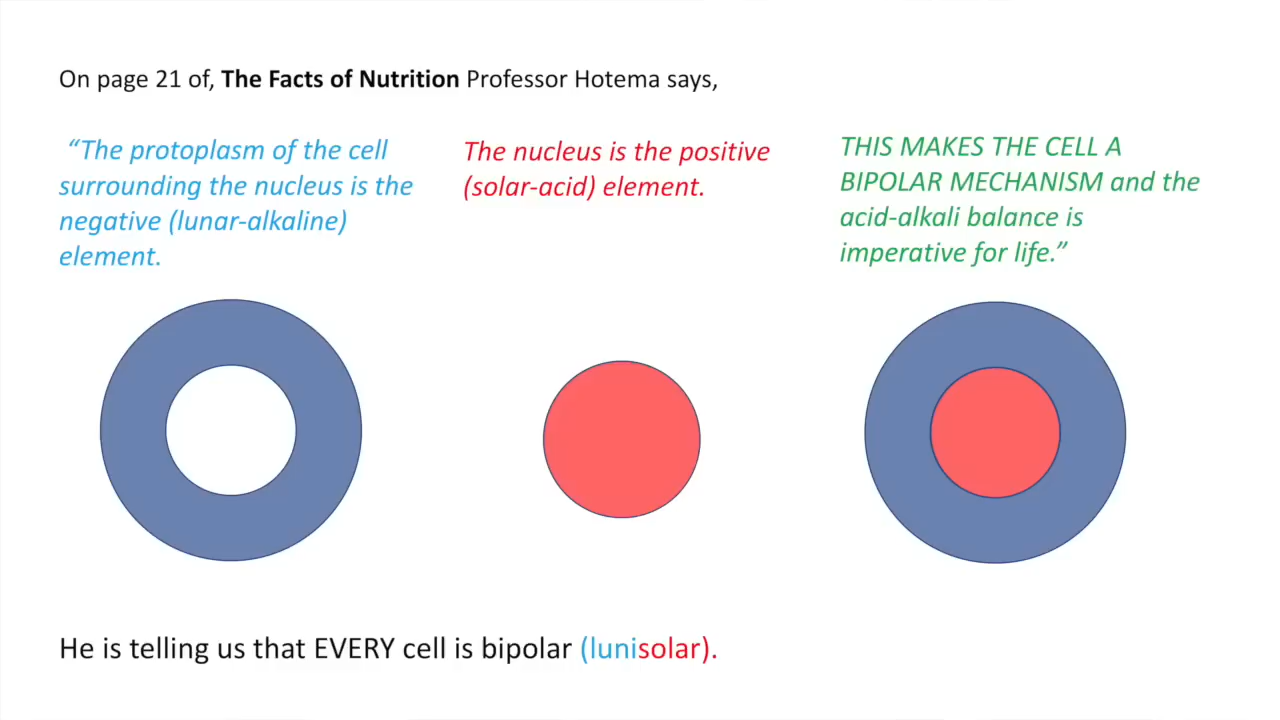 On page 21 of, The Facts of Nutrition Professor Hotema says,
“The protoplasm of the cell
surrounding the nucleus is the
negative (lunar-alkaline)
element.
The nucleus is the positive
(solar-acid) element.
THIS MAKES THE CELL A
BIPOLAR MECHANISM and the
acid-alkali balance is
imperative for life.”
He is telling us that EVERY cell is bipolar (lunisolar).